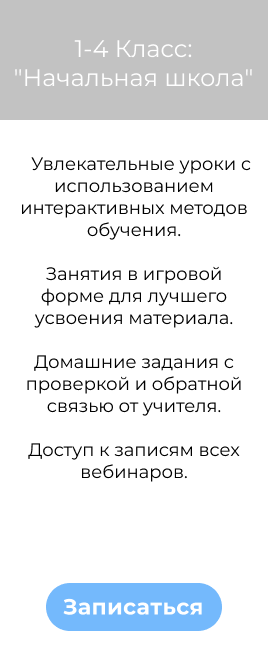 1-4 Класс:
"Начальная школа"
Увлекательные уроки с
использованием
интерактивных методов
обучения.
Занятия в игровой
форме для лучшего
усвоения материала.
Домашние задания с
проверкой и обратной
связью от учителя.
Доступ к записям всех
вебинаров.
Записаться